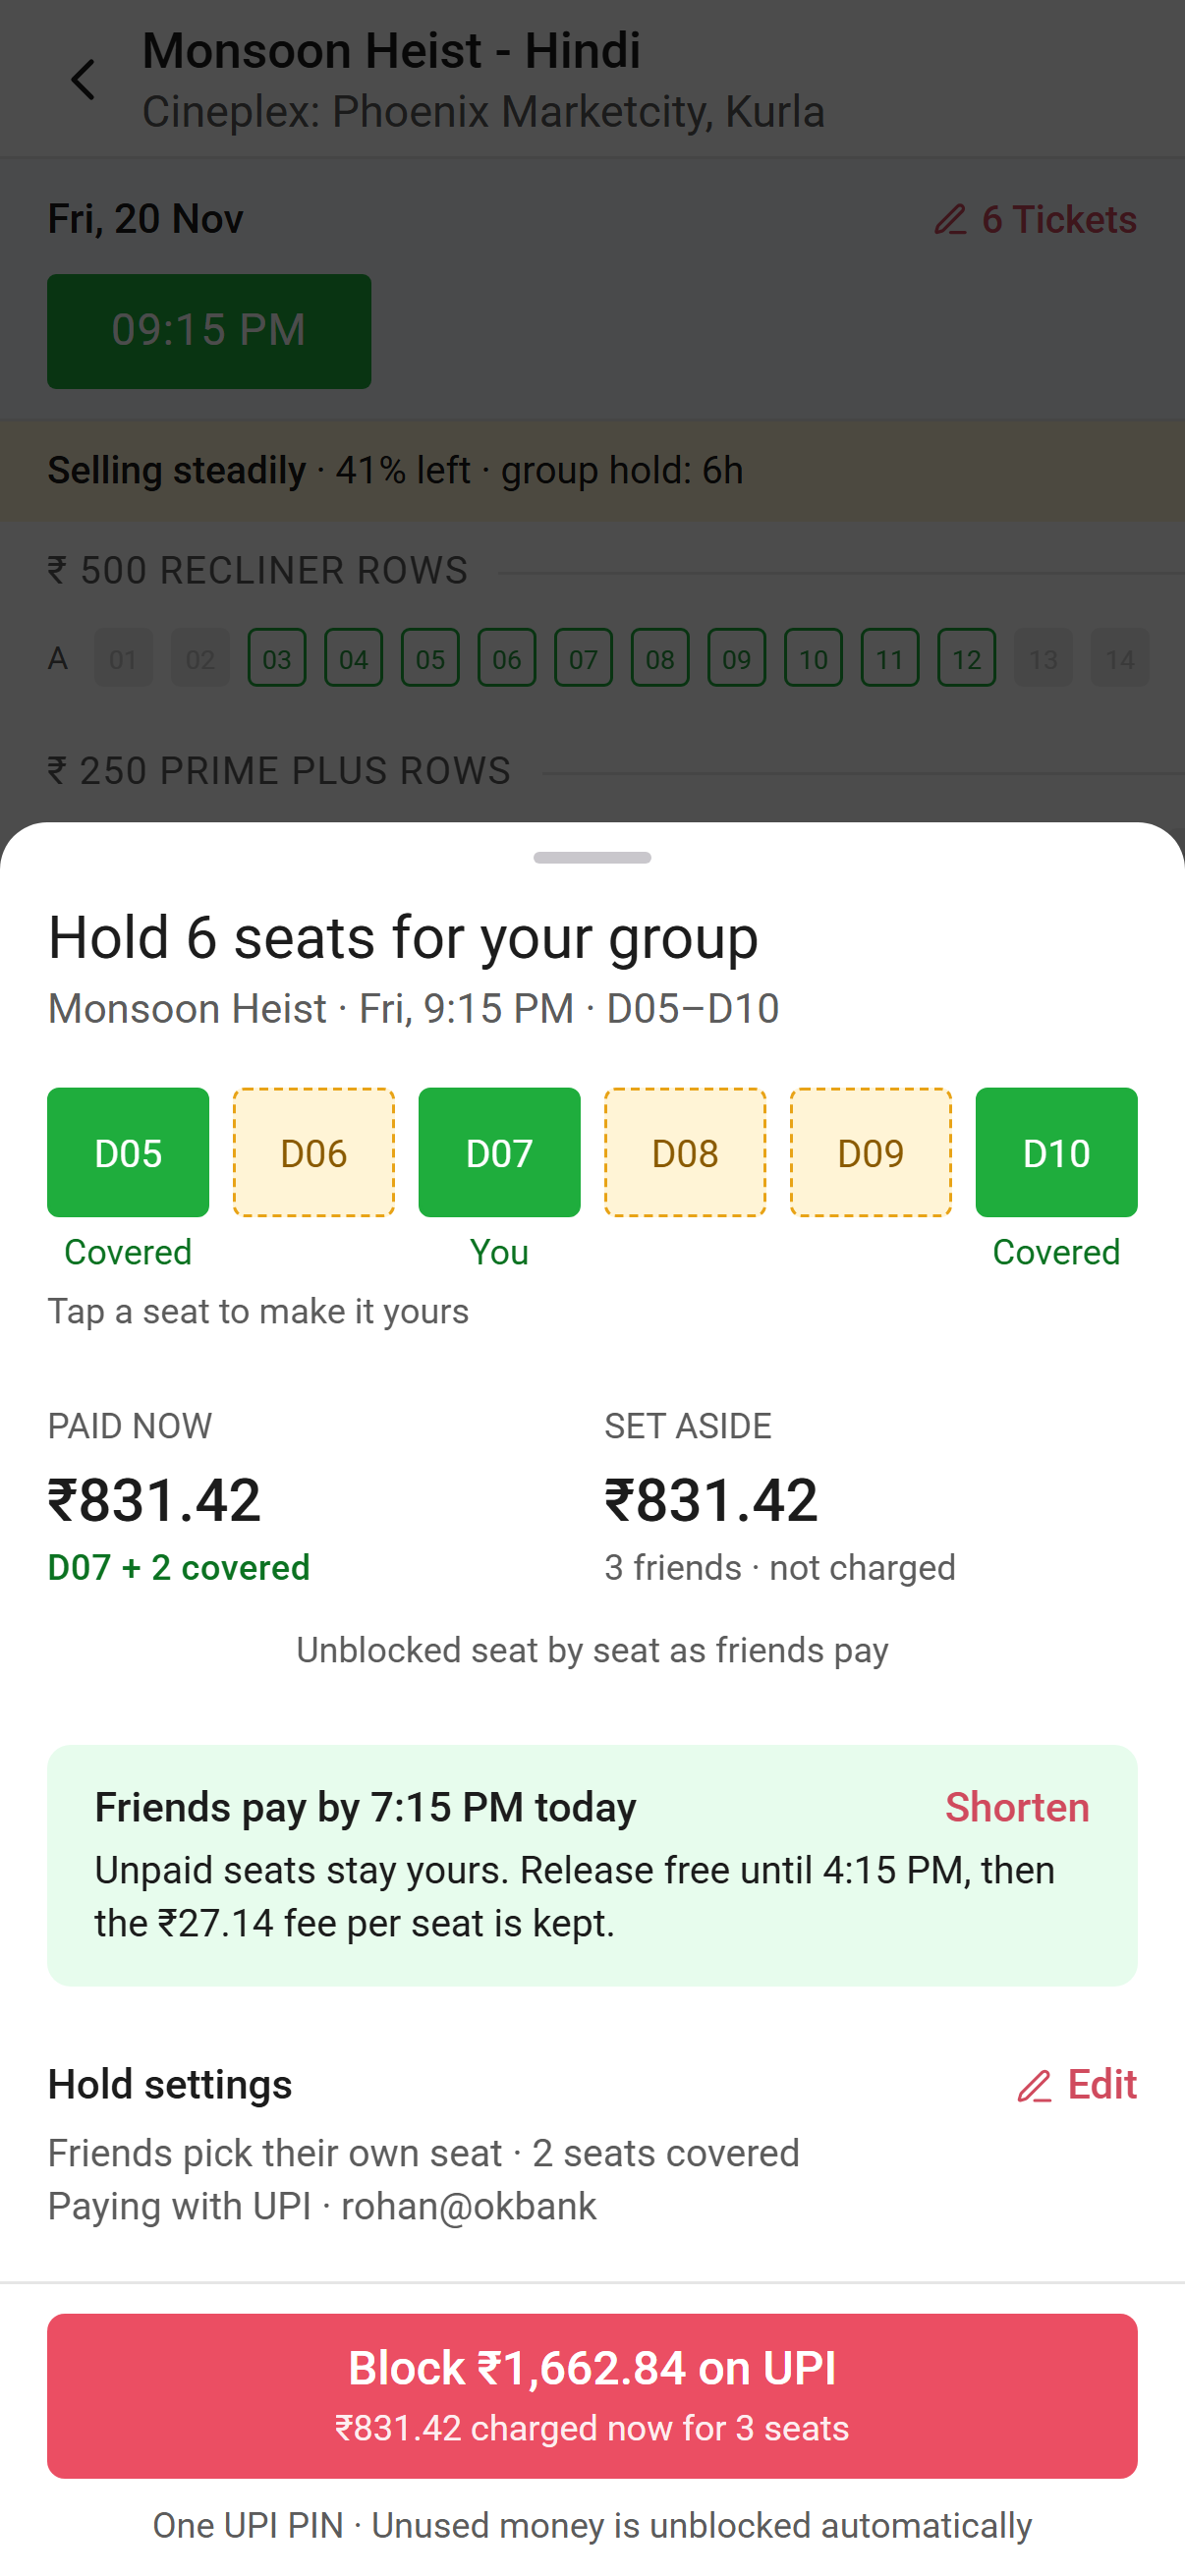 Monsoon Heist - Hindi
Cineplex: Phoenix Marketcity, Kurla
Fri, 20 Nov
6 Tickets
09:15 PM
Selling steadily · 41% left · group hold: 6h
₹ 500 RECLINER ROWS
A 01 02 03 04 05 06 07 08 09 10 11 12 13 14
₹ 250 PRIME PLUS ROWS
Hold 6 seats for your group
Monsoon Heist · Fri, 9:15 PM · D05–D10
D05 D06 D07 D08 D09 D10
Covered You Covered
Tap a seat to make it yours
PAID NOW SET ASIDE
₹831.42 ₹831.42
D07 + 2 covered 3 friends · not charged
Unblocked seat by seat as friends pay
Friends pay by 7:15 PM today Shorten
Unpaid seats stay yours. Release free until 4:15 PM, then
the ₹27.14 fee per seat is kept.
Hold settings Edit
Friends pick their own seat · 2 seats covered
Paying with UPI · rohan@okbank
Block ₹1,662.84 on UPI
₹831.42 charged now for 3 seats
One UPI PIN · Unused money is unblocked automatically